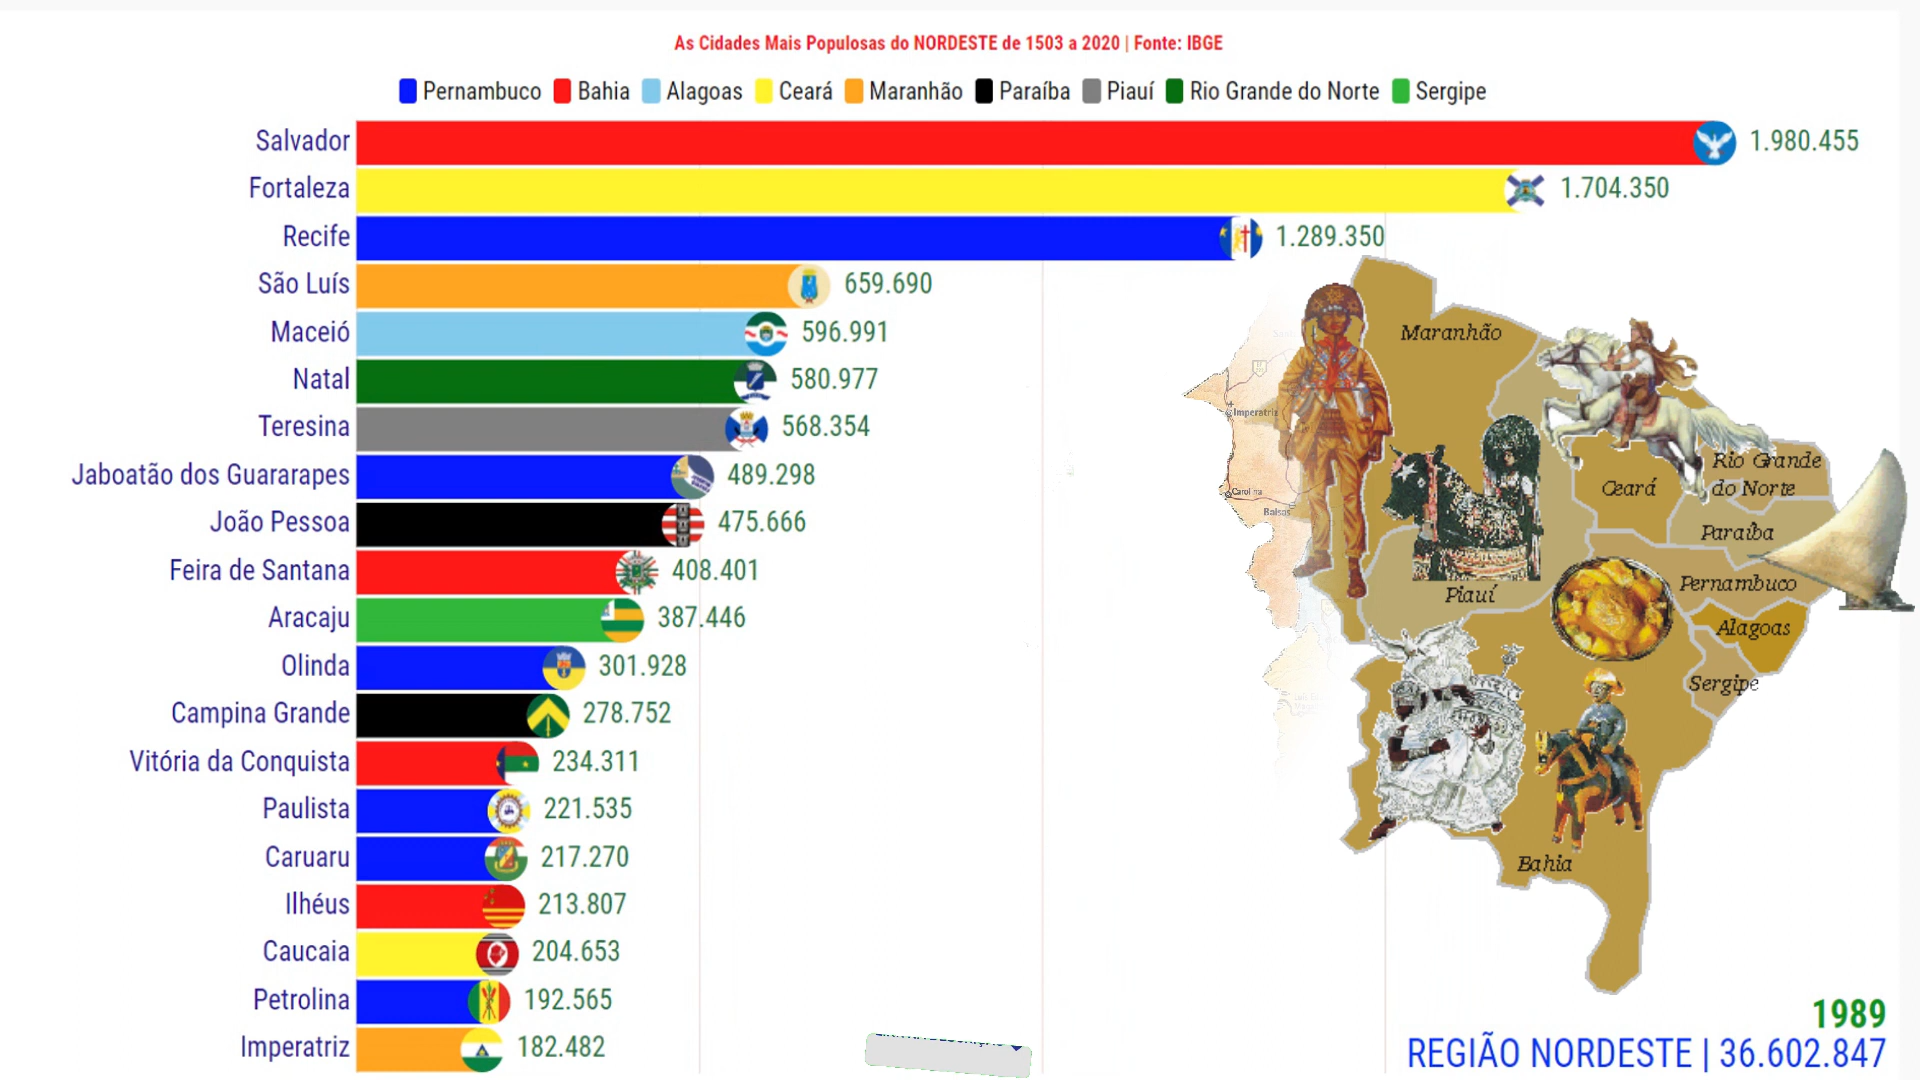 As Cidades Mais Populosas do NORDESTE de 1503 a 2020 | Fonte: IBGE
Pernambuco Bahia Alagoas Ceará Maranhão Paraíba Piauí Rio Grande do Norte Sergipe
Salvador 1.980.455
Fortaleza 1.704.350
Recife 1.289.350
São Luís 659.690
Maceió 596.991
Natal 580.977
Teresina 568.354
Jaboatão dos Guararapes 489.298
João Pessoa 475.666
Feira de Santana 408.401
Aracaju 387.446
Olinda 301.928
Campina Grande 278.752
Vitória da Conquista 234.311
Paulista 221.535
Caruaru 217.270
Ilhéus 213.807
Caucaia 204.653
Petrolina 192.565
Imperatriz 182.482
Maranhão
Imperatriz
Rio Grande
do Norte
Ceará
Carolina
Balsas
Paraíba
Pernambuco
Piauí
Alagoas
Sergipe
Bahia
1989
REGIÃO NORDESTE | 36.602.847